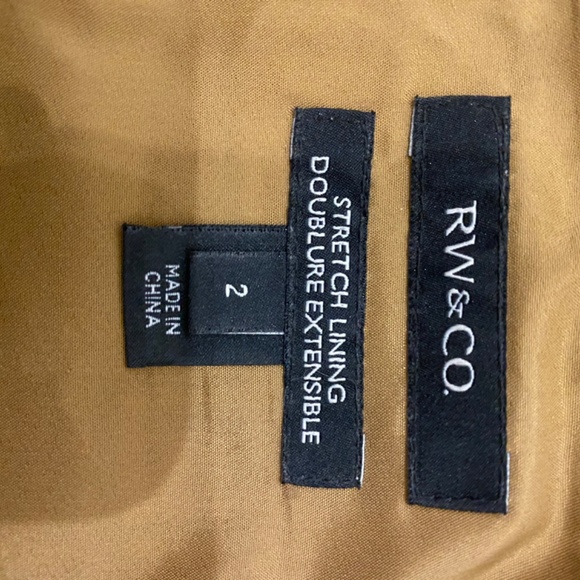 RW&CO.
STRETCH LINING
DOUBLURE EXTENSIBLE
2
MADE IN
CHINA